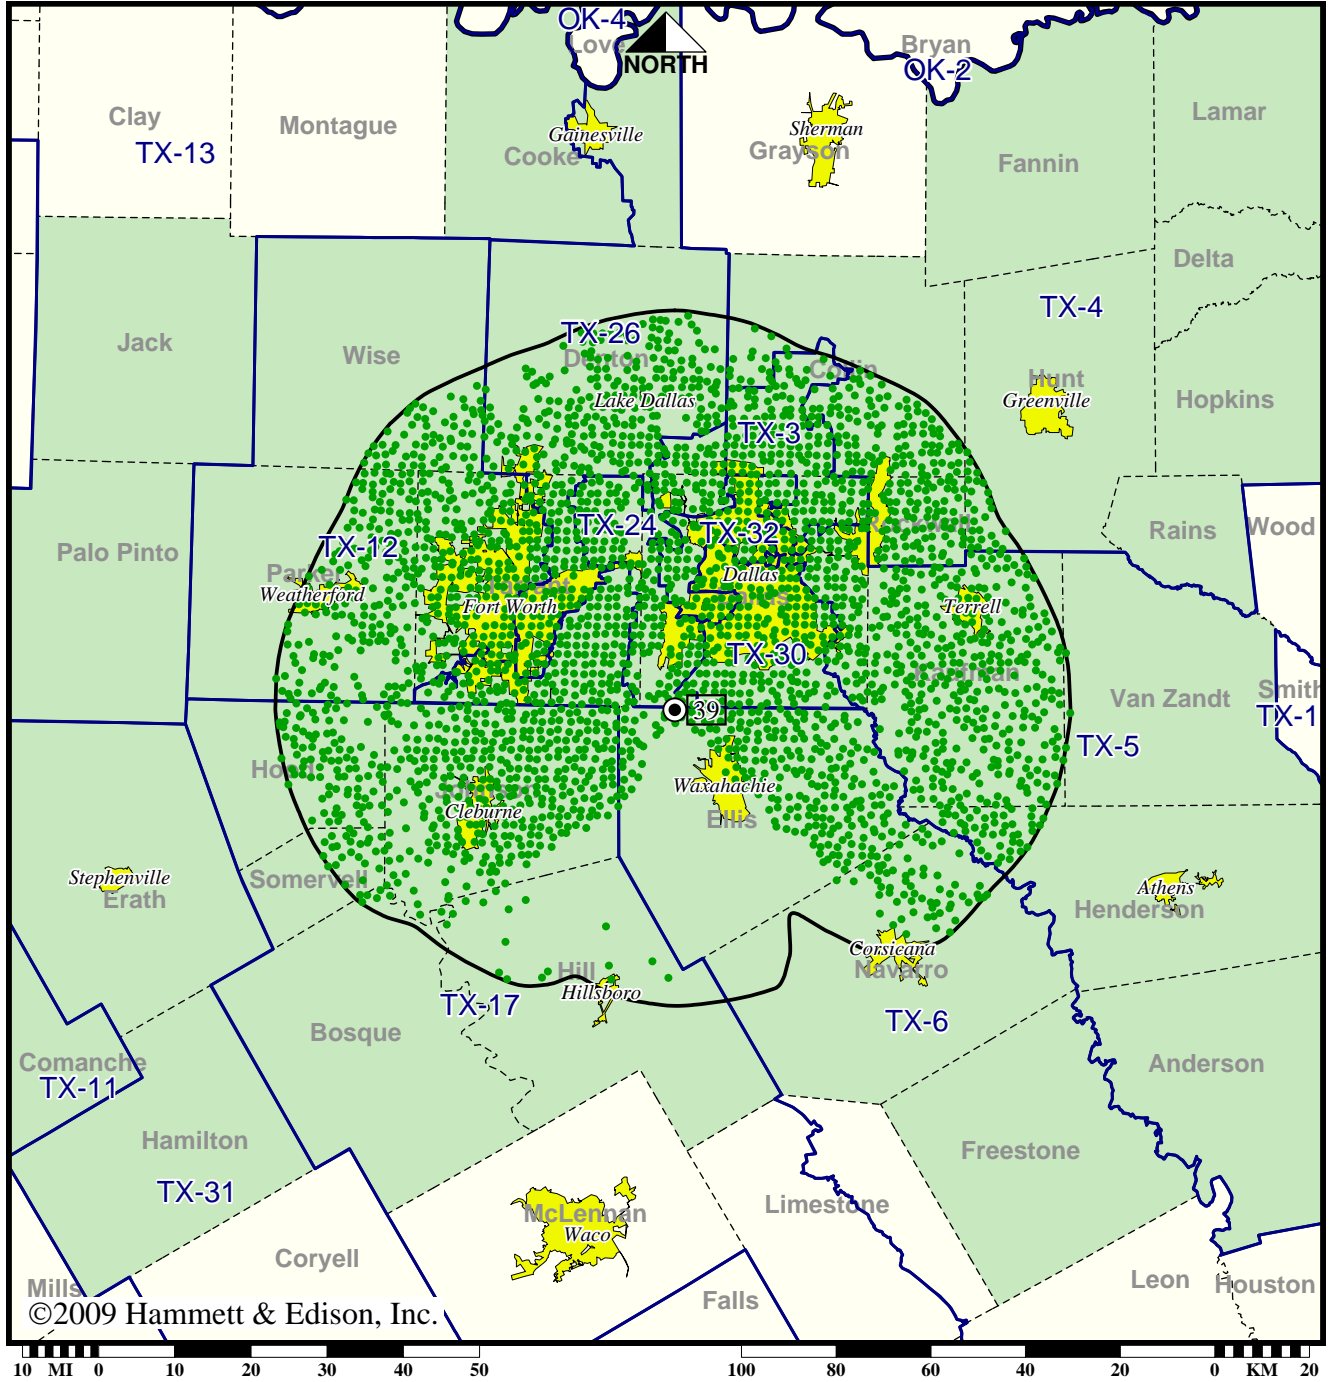 OK-4
Love
NORTH
Bryan
OK-2
Clay
TX-13
Montague
Gainesville
Cooke
Sherman
Grayson
Fannin
Lamar
Delta
TX-4
Jack
Wise
TX-26
Denton
Collin
Lake Dallas
Hunt
Greenville
Hopkins
TX-3
Palo Pinto
TX-12
TX-24
TX-32
Rockwall
Rains
Wood
Parker
Weatherford
Tarrant
Fort Worth
Dallas
Dallas
Terrell
TX-30
Kaufman
Van Zandt
Smith
TX-1
39
TX-5
Hood
Johnson
Cleburne
Waxahachie
Ellis
Stephenville
Erath
Somervell
Athens
Henderson
Corsicana
Navarro
Hill
Hillsboro
TX-17
TX-6
Bosque
Comanche
TX-11
Anderson
Hamilton
TX-31
Freestone
Limestone
McLennan
Waco
Coryell
Mills
Falls
Leon
Houston
©2009 Hammett & Edison, Inc.
10 MI 0 10 20 30 40 50 100 80 60 40 20 0 KM 20